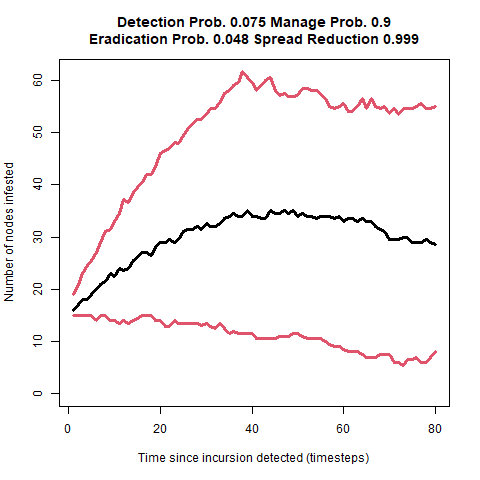 Detection Prob. 0.075 Manage Prob. 0.9
Eradication Prob. 0.048 Spread Reduction 0.999
Number of nodes infested
60
50
40
30
20
10
0
0 20 40 60 80
Time since incursion detected (timesteps)